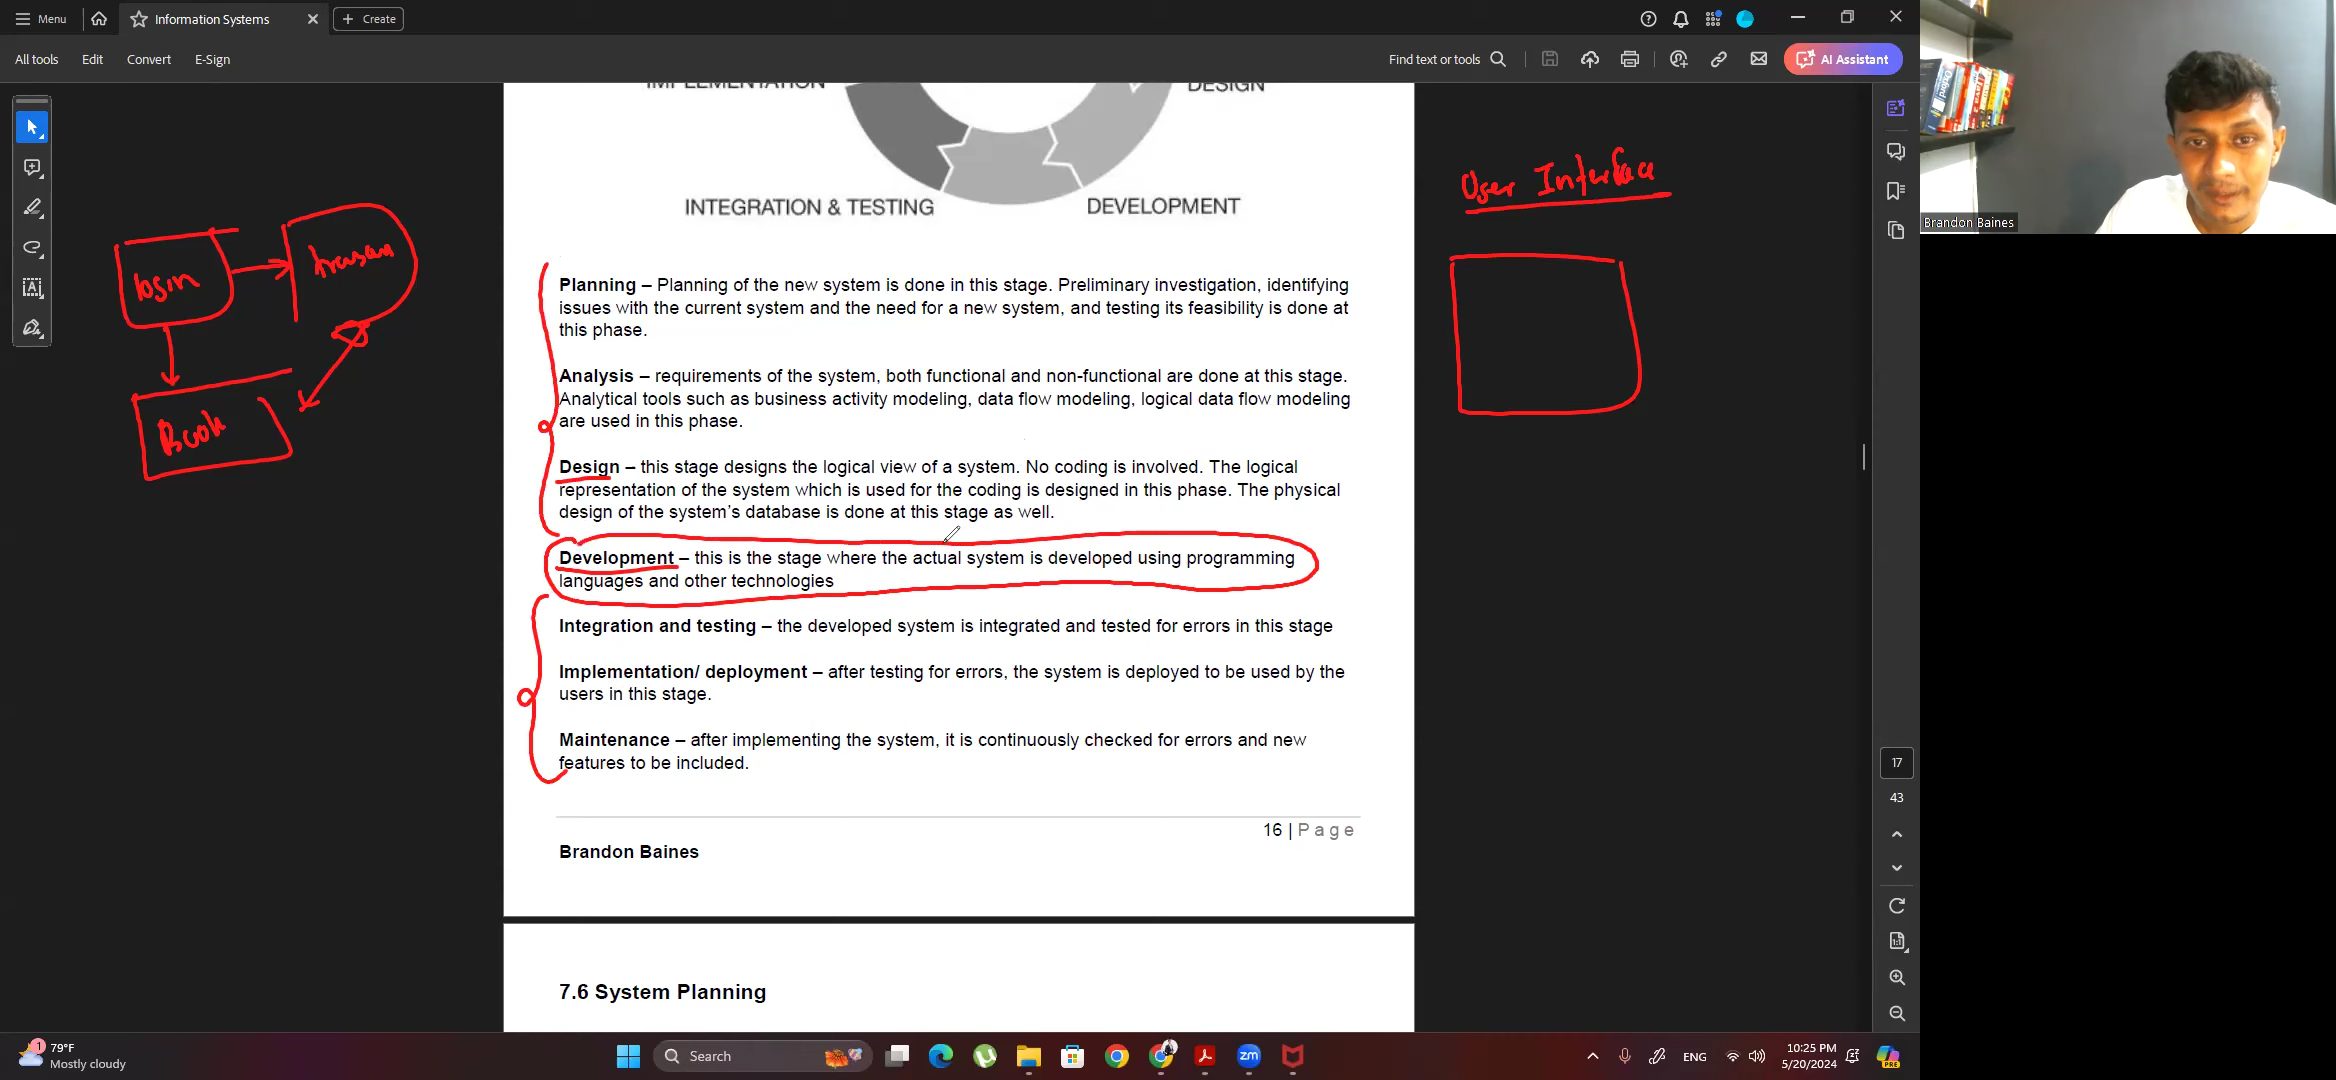 Menu
Information Systems
Create
All tools
Edit
Convert
E-Sign
Find text or tools
AI Assistant
IMPLEMENTATION
DESIGN
INTEGRATION & TESTING
DEVELOPMENT
User Interface
login
Book
Planning – Planning of the new system is done in this stage. Preliminary investigation, identifying
issues with the current system and the need for a new system, and testing its feasibility is done at
this phase.
Analysis – requirements of the system, both functional and non-functional are done at this stage.
Analytical tools such as business activity modeling, data flow modeling, logical data flow modeling
are used in this phase.
Design – this stage designs the logical view of a system. No coding is involved. The logical
representation of the system which is used for the coding is designed in this phase. The physical
design of the system's database is done at this stage as well.
Development – this is the stage where the actual system is developed using programming
languages and other technologies
Integration and testing – the developed system is integrated and tested for errors in this stage
Implementation/ deployment – after testing for errors, the system is deployed to be used by the
users in this stage.
Maintenance – after implementing the system, it is continuously checked for errors and new
features to be included.
16 | Page
Brandon Baines
7.6 System Planning
17
43
Brandon Baines
1
79°F
Mostly cloudy
Search
zm
ENG
10:25 PM
5/20/2024
PRE